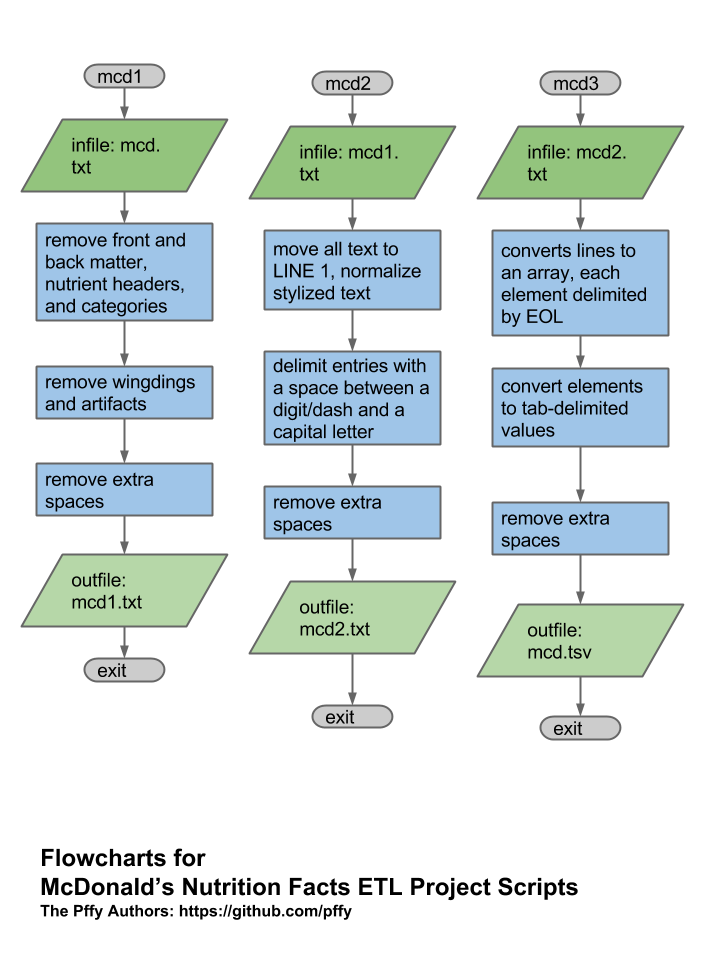 mcd1
infile: mcd.
txt
remove front and
back matter,
nutrient headers,
and categories
remove wingdings
and artifacts
remove extra
spaces
outfile:
mcd1.txt
exit
mcd2
infile: mcd1.
txt
move all text to
LINE 1, normalize
stylized text
delimit entries with
a space between a
digit/dash and a
capital letter
remove extra
spaces
outfile:
mcd2.txt
exit
mcd3
infile: mcd2.
txt
converts lines to
an array, each
element delimited
by EOL
convert elements
to tab-delimited
values
remove extra
spaces
outfile:
mcd.tsv
exit
Flowcharts for
McDonald’s Nutrition Facts ETL Project Scripts
The Pffy Authors: https://github.com/pffy